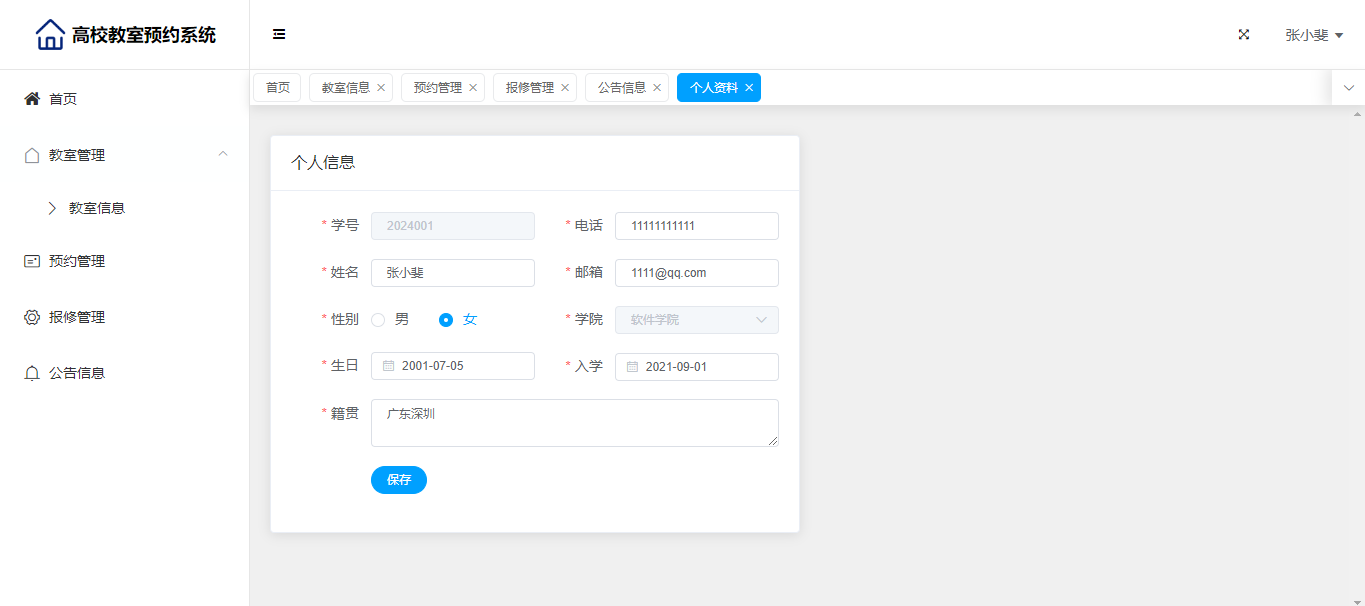 高校教室预约系统
张小斐
首页
教室管理
教室信息
预约管理
报修管理
公告信息
首页 教室信息 预约管理 报修管理 公告信息 个人资料
个人信息
* 学号 2024001 * 电话 11111111111
* 姓名 张小斐 * 邮箱 1111@qq.com
* 性别 男 女 * 学院 软件学院
* 生日 2001-07-05 * 入学 2021-09-01
* 籍贯 广东深圳
保存